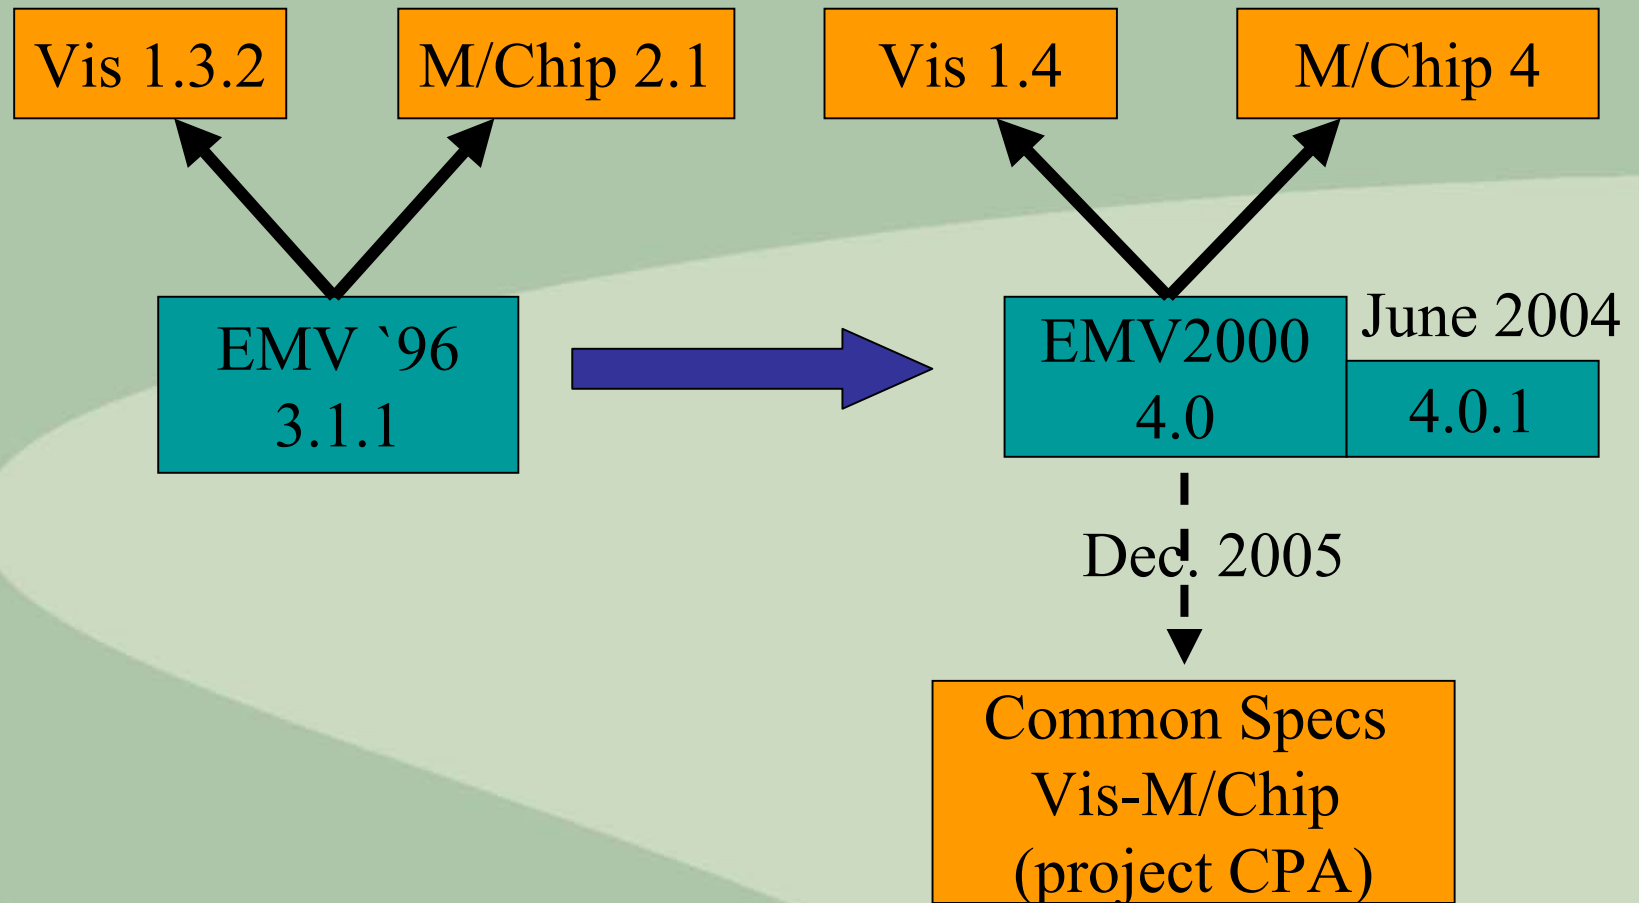 Vis 1.3.2
M/Chip 2.1
Vis 1.4
M/Chip 4
EMV `96
3.1.1
EMV2000
4.0
June 2004
4.0.1
Dec. 2005
Common Specs
Vis-M/Chip
(project CPA)